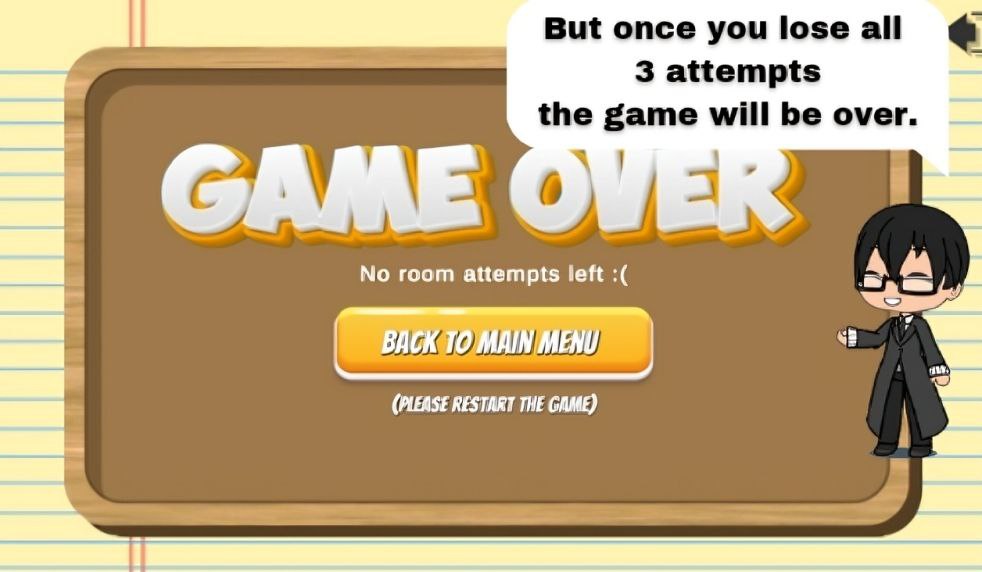 But once you lose all
3 attempts
the game will be over.
GAME OVER
No room attempts left :(
BACK TO MAIN MENU
(PLEASE RESTART THE GAME)